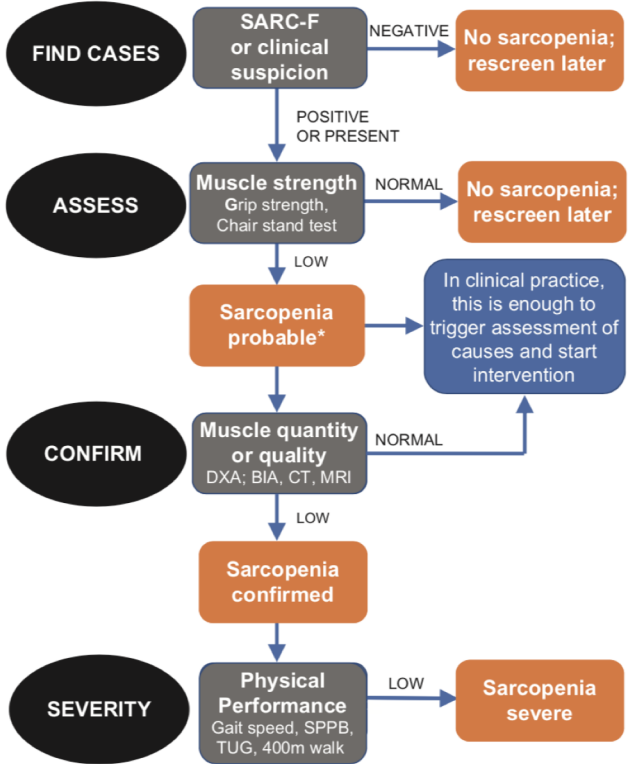 FIND CASES
SARC-F
or clinical
suspicion
NEGATIVE
No sarcopenia;
rescreen later
POSITIVE
OR PRESENT
ASSESS
Muscle strength
Grip strength,
Chair stand test
NORMAL
No sarcopenia;
rescreen later
LOW
Sarcopenia
probable*
In clinical practice,
this is enough to
trigger assessment of
causes and start
intervention
CONFIRM
Muscle quantity
or quality
DXA; BIA, CT, MRI
NORMAL
LOW
Sarcopenia
confirmed
SEVERITY
Physical
Performance
Gait speed, SPPB,
TUG, 400m walk
LOW
Sarcopenia
severe